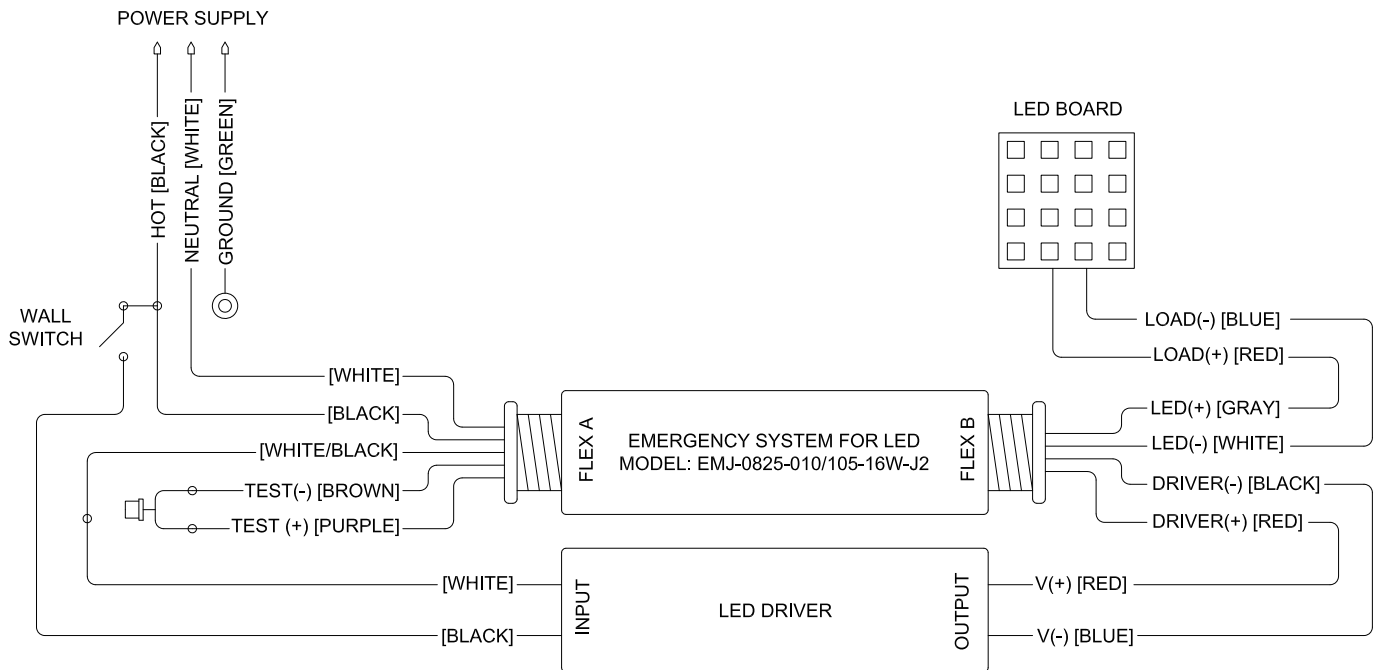 POWER SUPPLY
HOT [BLACK]
NEUTRAL [WHITE]
GROUND [GREEN]
LED BOARD
WALL
SWITCH
LOAD(-) [BLUE]
LOAD(+) [RED]
[WHITE]
[BLACK]
[WHITE/BLACK]
TEST(-) [BROWN]
TEST (+) [PURPLE]
FLEX A
EMERGENCY SYSTEM FOR LED
MODEL: EMJ-0825-010/105-16W-J2
FLEX B
LED(+) [GRAY]
LED(-) [WHITE]
DRIVER(-) [BLACK]
DRIVER(+) [RED]
[WHITE]
[BLACK]
INPUT
LED DRIVER
OUTPUT
V(+) [RED]
V(-) [BLUE]